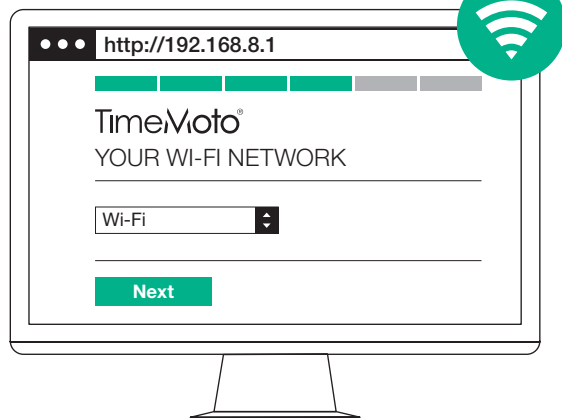 http://192.168.8.1
TimeMoto®
YOUR WI-FI NETWORK
Wi-Fi
Next